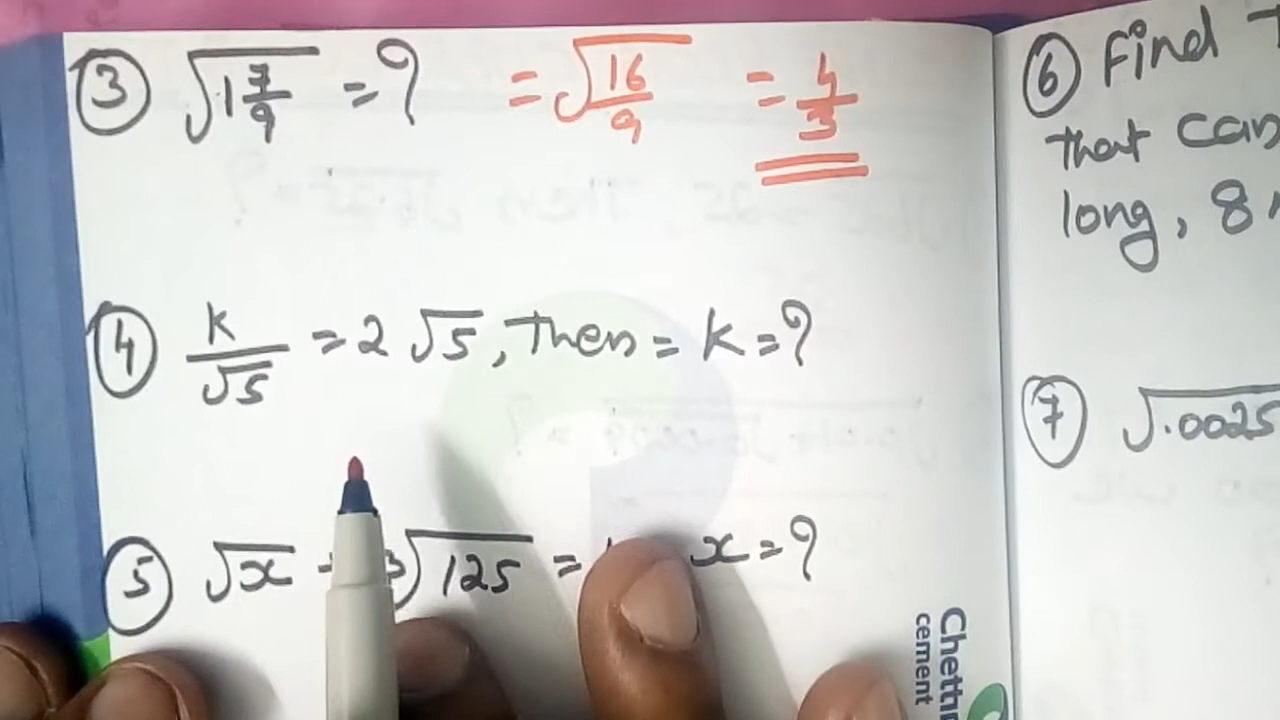 ③ √1 7/9 = ? = √16/9 = 4/3
④ k/√5 = 2√5, Then = k = ?
⑤ √x ∛125 = x = ?
⑥ Find
that can
long, 8
⑦ √.0025
Chett
cement